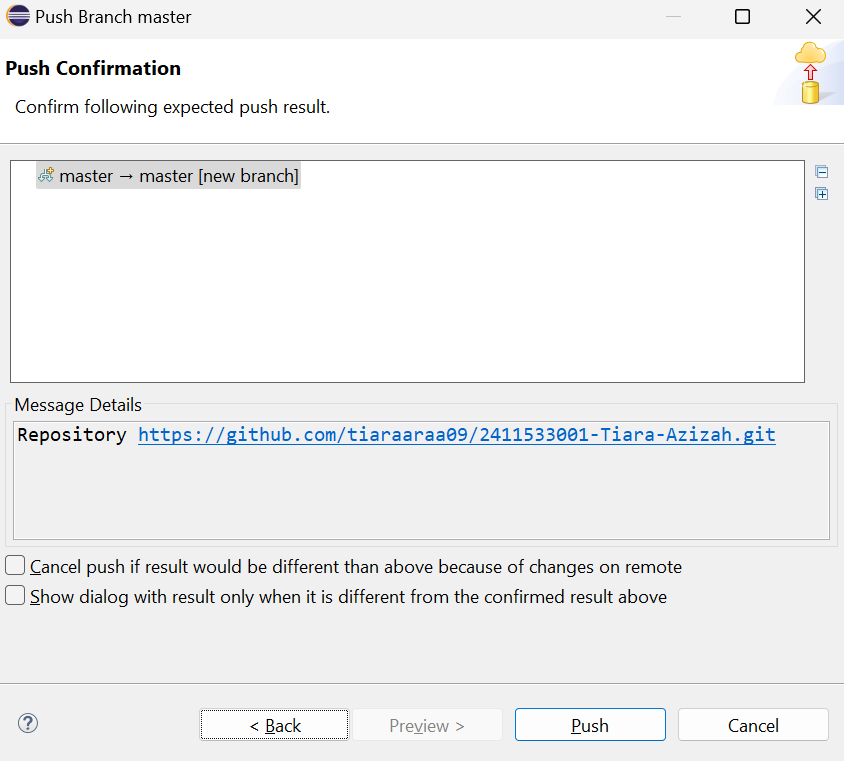 Push Branch master
Push Confirmation
Confirm following expected push result.
master → master [new branch]
Message Details
Repository https://github.com/tiaraaraa09/2411533001-Tiara-Azizah.git
Cancel push if result would be different than above because of changes on remote
Show dialog with result only when it is different from the confirmed result above
< Back Preview > Push Cancel